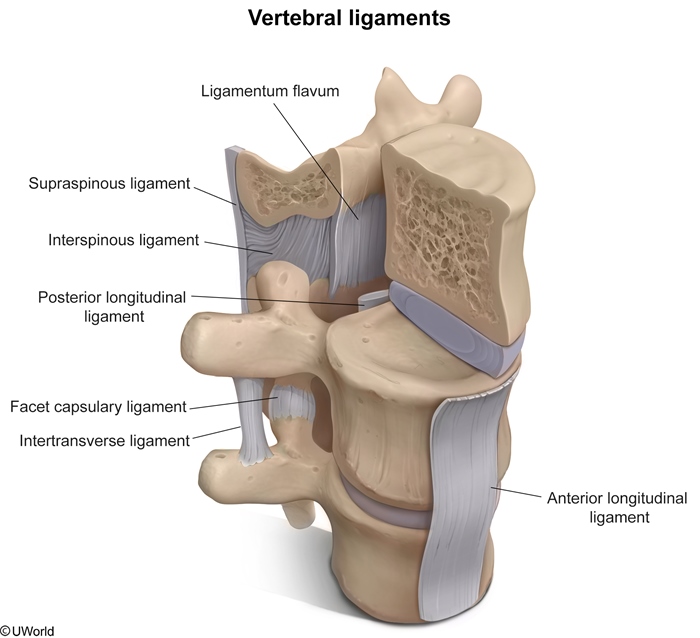 Vertebral ligaments
Ligamentum flavum
Supraspinous ligament
Interspinous ligament
Posterior longitudinal
ligament
Facet capsulary ligament
Intertransverse ligament
Anterior longitudinal
ligament
©UWorld